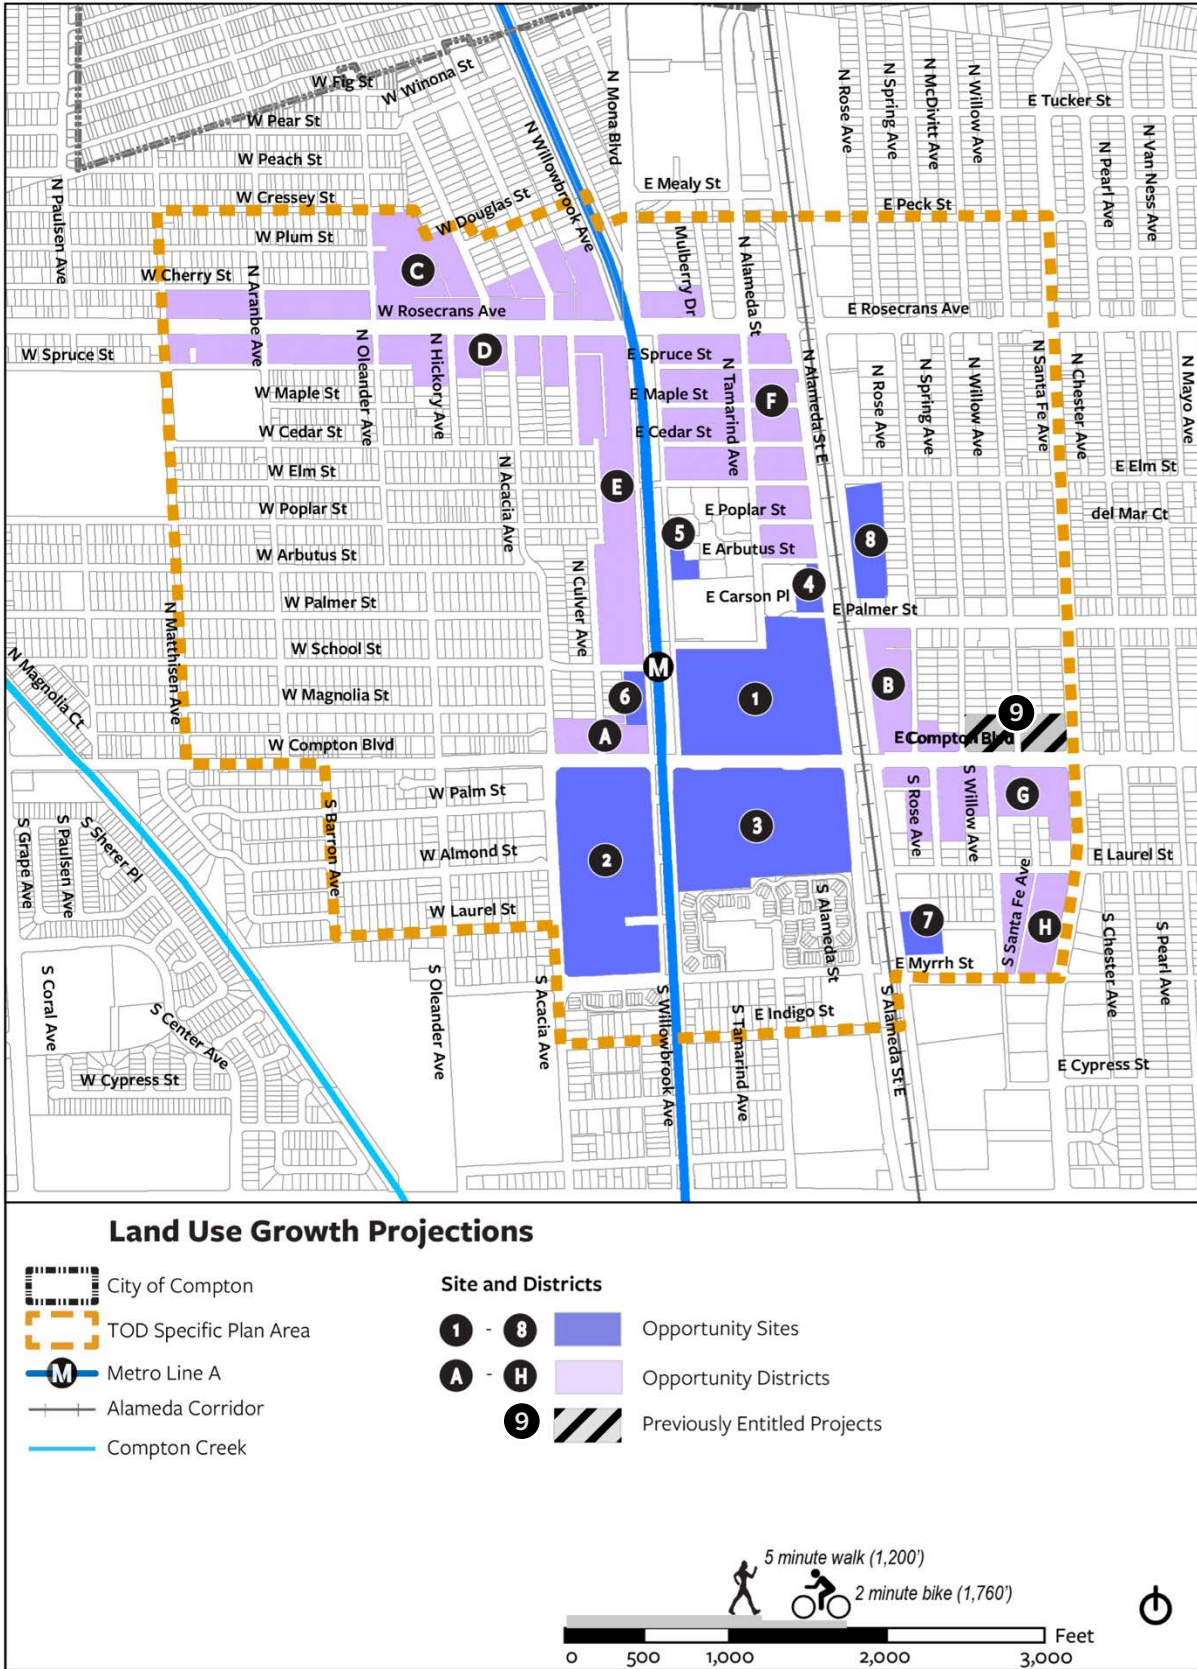 W Fig St
W Winona St
W Pear St
W Peach St
W Cressey St
W Douglas St
W Plum St
W Cherry St
W Rosecrans Ave
W Spruce St
W Maple St
W Cedar St
W Elm St
W Poplar St
W Arbutus St
W Palmer St
W School St
W Magnolia St
W Compton Blvd
W Palm St
W Almond St
W Laurel St
W Cypress St
N Paulsen Ave
N Aranbe Ave
N Oleander Ave
N Hickory Ave
N Acacia Ave
N Culver Ave
N Matthisen Ave
N Magnolia Ct
N Willowbrook Ave
N Mona Blvd
S Grape Ave
S Paulsen Ave
S Sherer Pl
S Barron Ave
S Coral Ave
S Center Ave
S Oleander Ave
S Acacia Ave
S Willowbrook Ave
S Tamarind Ave
E Mealy St
Mulberry Dr
N Alameda St
E Spruce St
E Maple St
E Cedar St
N Tamarind Ave
N Alameda St E
E Poplar St
E Arbutus St
E Carson Pl
E Palmer St
E Compton Blvd
S Alameda St
S Alameda St E
E Indigo St
E Myrrh St
N Rose Ave
N Spring Ave
N McDivitt Ave
N Willow Ave
E Tucker St
N Pearl Ave
N Van Ness Ave
E Peck St
E Rosecrans Ave
N Rose Ave
N Spring Ave
N Willow Ave
N Santa Fe Ave
N Chester Ave
N Mayo Ave
E Elm St
del Mar Ct
S Rose Ave
S Willow Ave
E Laurel St
S Santa Fe Ave
S Chester Ave
S Pearl Ave
E Cypress St
C
D
F
E
5
8
4
M
6
1
B
9
A
G
2
3
7
H
Land Use Growth Projections
City of Compton
TOD Specific Plan Area
M Metro Line A
Alameda Corridor
Compton Creek
Site and Districts
1 - 8 Opportunity Sites
A - H Opportunity Districts
9 Previously Entitled Projects
5 minute walk (1,200')
2 minute bike (1,760')
Feet
0 500 1,000 2,000 3,000